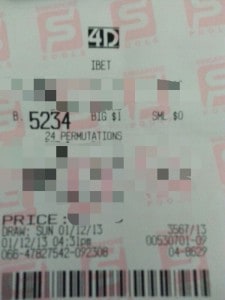 4D
IBET
B. 5234 BIG $1 SML $0
24 PERMUTATIONS
PRICE:
DRAW: SUN 01/12/13 3567/13
01/12/13 04:31pm 00530701-07
066-47827542-092308 04-8629